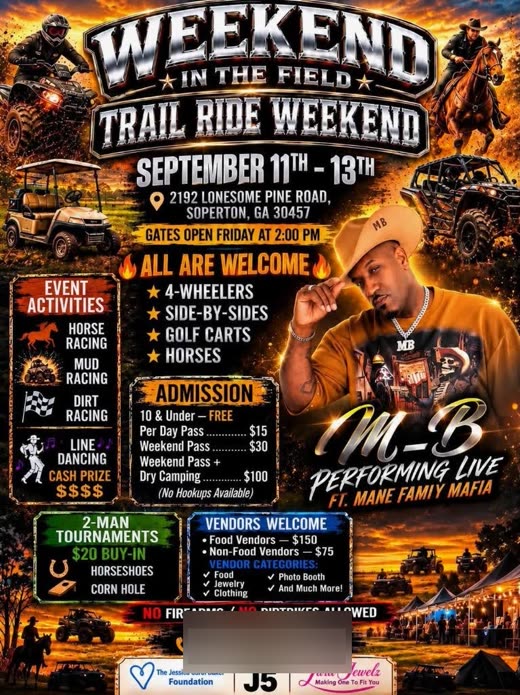 WEEKEND
IN THE FIELD
TRAIL RIDE WEEKEND
SEPTEMBER 11TH - 13TH
2192 LONESOME PINE ROAD,
SOPERTON, GA 30457
GATES OPEN FRIDAY AT 2:00 PM
ALL ARE WELCOME
4-WHEELERS
SIDE-BY-SIDES
GOLF CARTS
HORSES
EVENT
ACTIVITIES
HORSE
RACING
MUD
RACING
DIRT
RACING
LINE
DANCING
CASH PRIZE
$$$$
ADMISSION
10 & Under — FREE
Per Day Pass ............ $15
Weekend Pass ......... $30
Weekend Pass +
Dry Camping ............ $100
(No Hookups Available)
MB
MB
M_B
PERFORMING LIVE
FT. MANE FAMIY MAFIA
2-MAN
TOURNAMENTS
$20 BUY-IN
HORSESHOES
CORN HOLE
VENDORS WELCOME
• Food Vendors — $150
• Non-Food Vendors — $75
VENDOR CATEGORIES:
✓ Food
✓ Jewelry
✓ Clothing
✓ Photo Booth
✓ And Much More!
NO FIREARMS / NO DIRTBIKES ALLOWED
The Jessica
Foundation
J5
Jewelz
Making One To Fit You